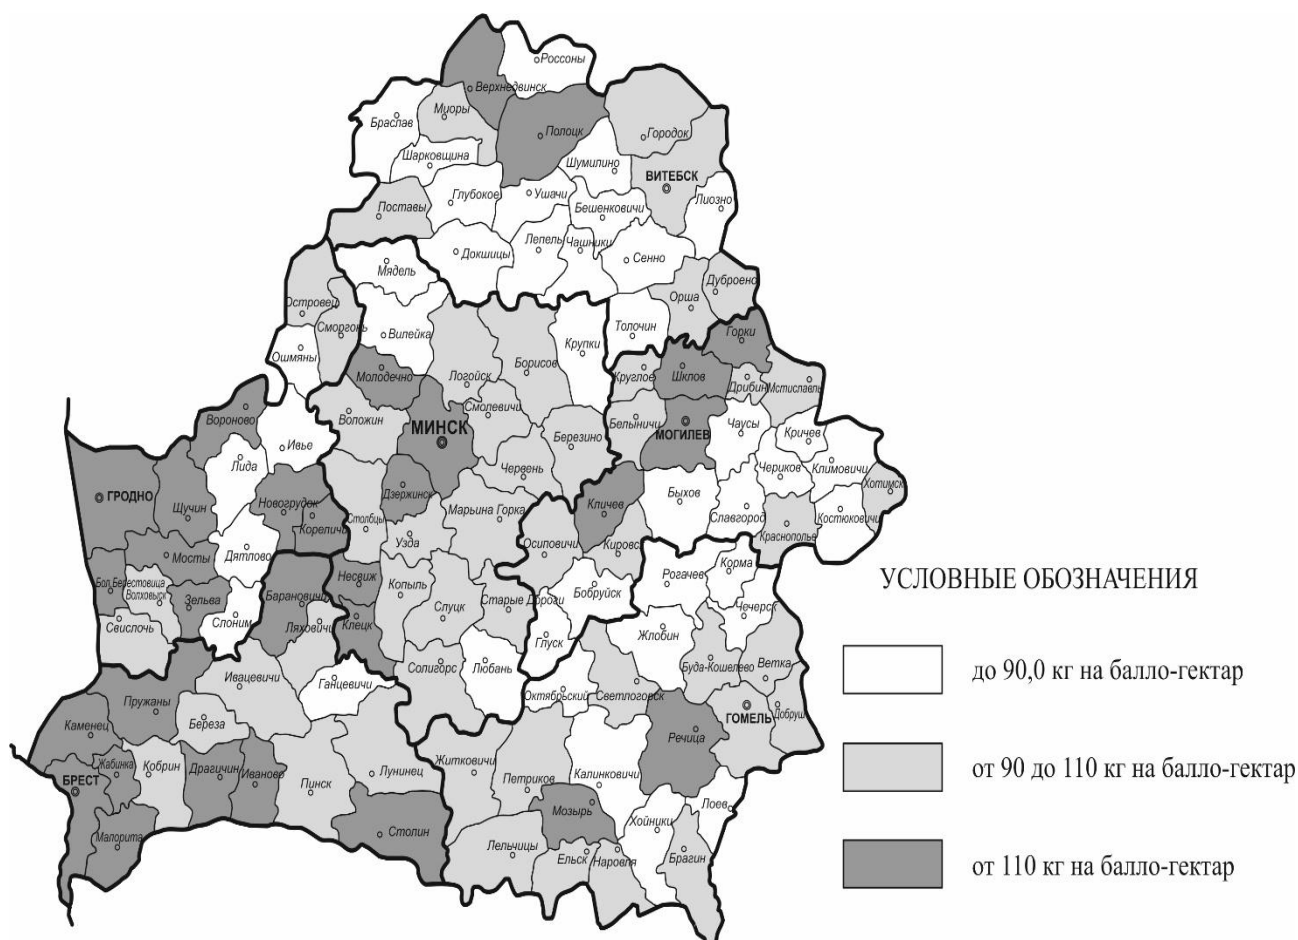 Россоны
Верхнедвинск
Миоры
Браслав
Полоцк
Городок
Шарковщина
Шумилино
ВИТЕБСК
Глубокое
Ушачи
Лиозно
Поставы
Бешенковичи
Докшицы
Лепель
Чашники
Сенно
Мядель
Дуброено
Орша
Островец
Сморгонь
Вилейка
Толочин
Горки
Крупки
Ошмяны
Борисов
Молодечно
Логойск
Круглое
Шклов
Дрибин
Мстиславль
Воложин
Смолевичи
Вороново
МИНСК
Белыничи
МОГИЛЕВ
Чаусы
Кричев
Ивье
Березино
Лида
Червень
Чериков
Климовичи
Хотимск
ГРОДНО
Щучин
Новогрудок
Дзержинск
Кличев
Быхов
Кореличи
Столбцы
Марьина Горка
Славгород
Костюковичи
Узда
Краснополье
Мосты
Дятлово
Осиповичи
Кировск
Бол.Берестовица
Волковыск
Несвиж
Копыль
Рогачев
Корма
УСЛОВНЫЕ ОБОЗНАЧЕНИЯ
Зельва
Барановичи
Бобруйск
Свислочь
Слоним
Ляховичи
Клецк
Слуцк
Старые Дороги
Чечерск
Глуск
Жлобин
Солигорс
Любань
Буда-Кошелево
Ветка
до 90,0 кг на балло-гектар
Ивацевичи
Ганцевичи
Октябрьский
Светлогорск
Пружаны
ГОМЕЛЬ
Добруш
Каменец
Береза
Речица
Жабинка
Кобрин
Драгичин
Иваново
Лунинец
Житковичи
БРЕСТ
Пинск
Петриков
Калинковичи
от 90 до 110 кг на балло-гектар
Мозырь
Лоев
Малорита
Столин
Хойники
Лельчицы
Ельск
Наровля
Брагин
от 110 кг на балло-гектар